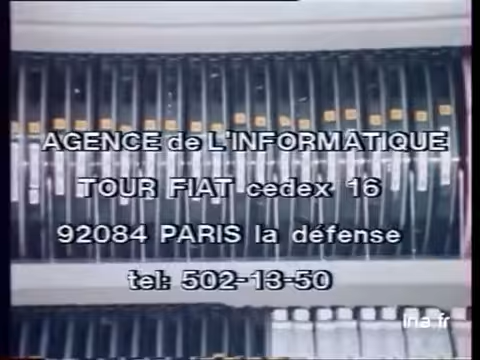 AGENCE de L'INFORMATIQUE
TOUR FIAT cedex 16
92084 PARIS la défense
tel: 502-13-50
ina.fr